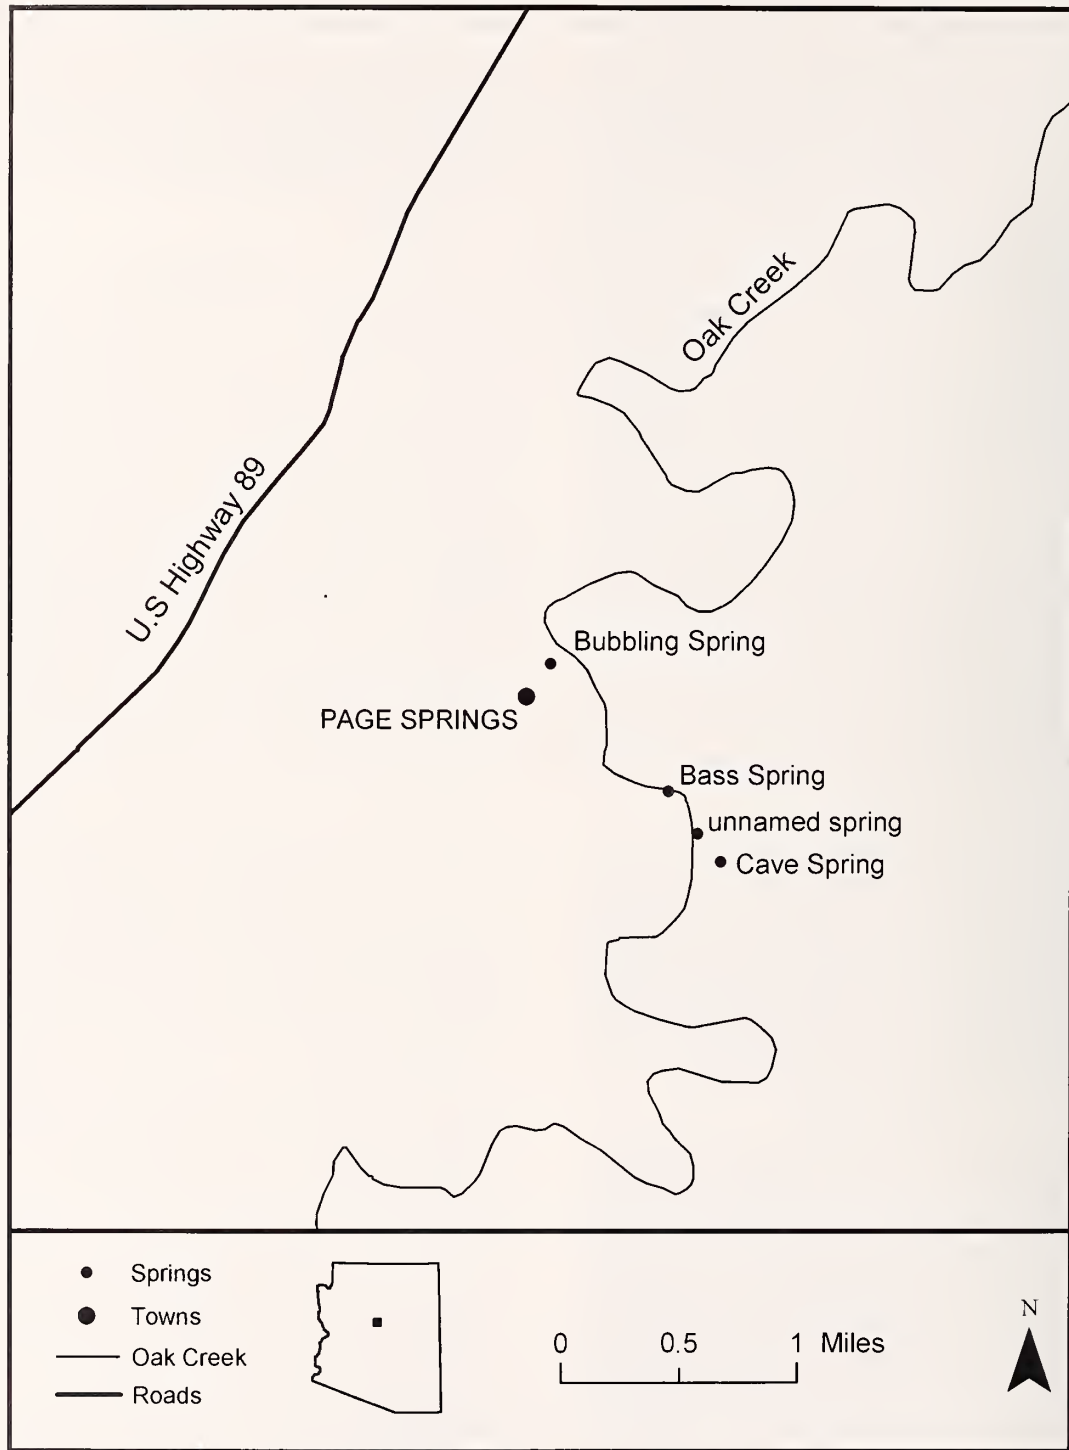 Oak Creek
U.S Highway 89
Bubbling Spring
PAGE SPRINGS
Bass Spring
unnamed spring
Cave Spring
Springs
Towns
Oak Creek
Roads
0 0.5 1 Miles
N